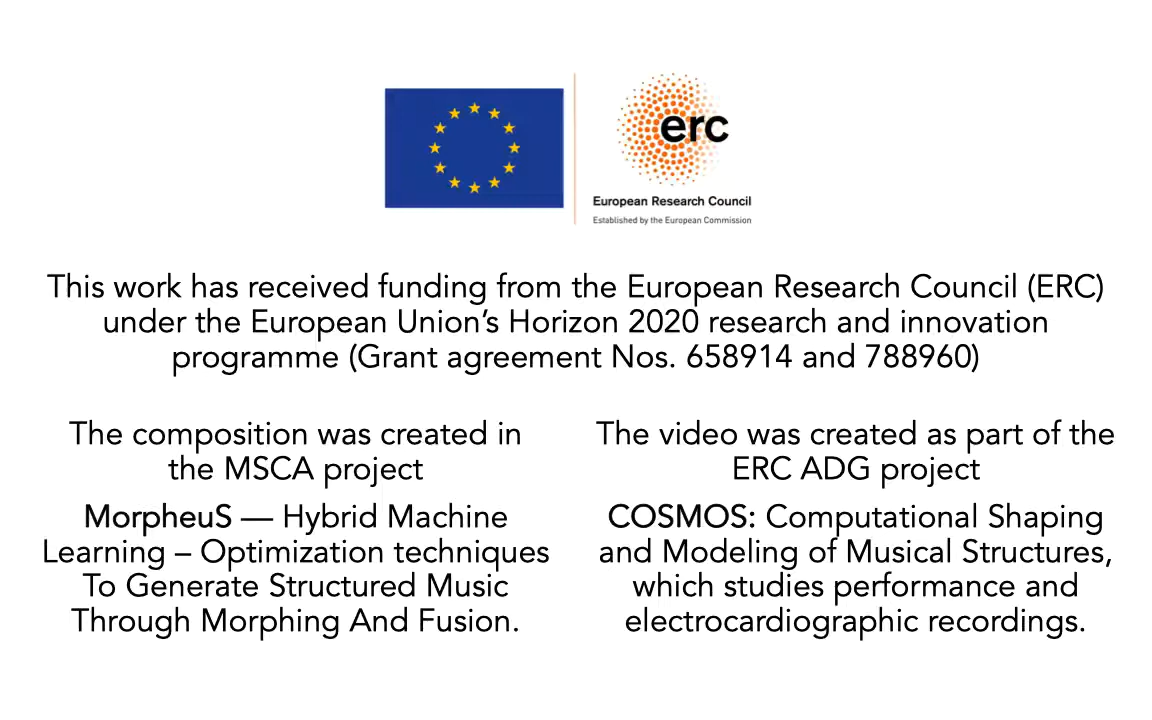 erc
European Research Council
Established by the European Commission
This work has received funding from the European Research Council (ERC)
under the European Union's Horizon 2020 research and innovation
programme (Grant agreement Nos. 658914 and 788960)
The composition was created in
the MSCA project
MorpheuS — Hybrid Machine
Learning – Optimization techniques
To Generate Structured Music
Through Morphing And Fusion.
The video was created as part of the
ERC ADG project
COSMOS: Computational Shaping
and Modeling of Musical Structures,
which studies performance and
electrocardiographic recordings.